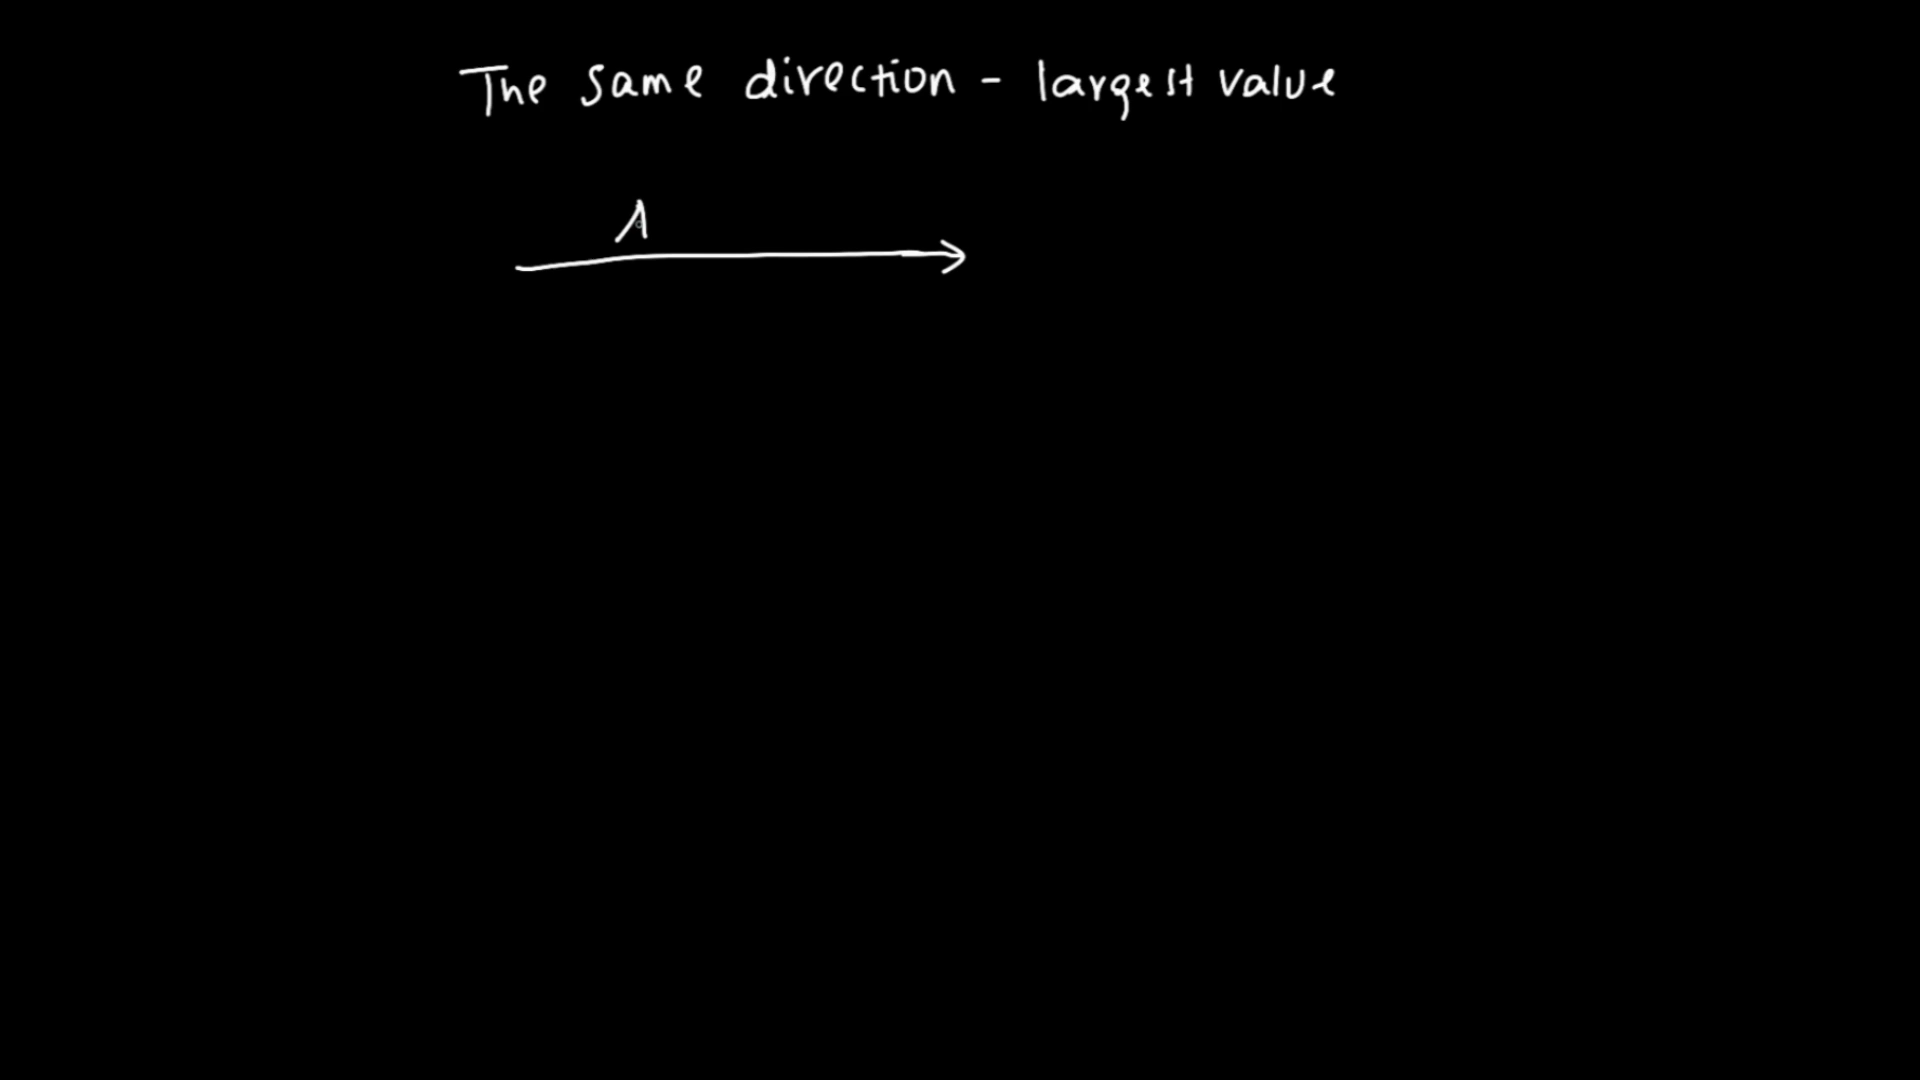 The same direction - largest value